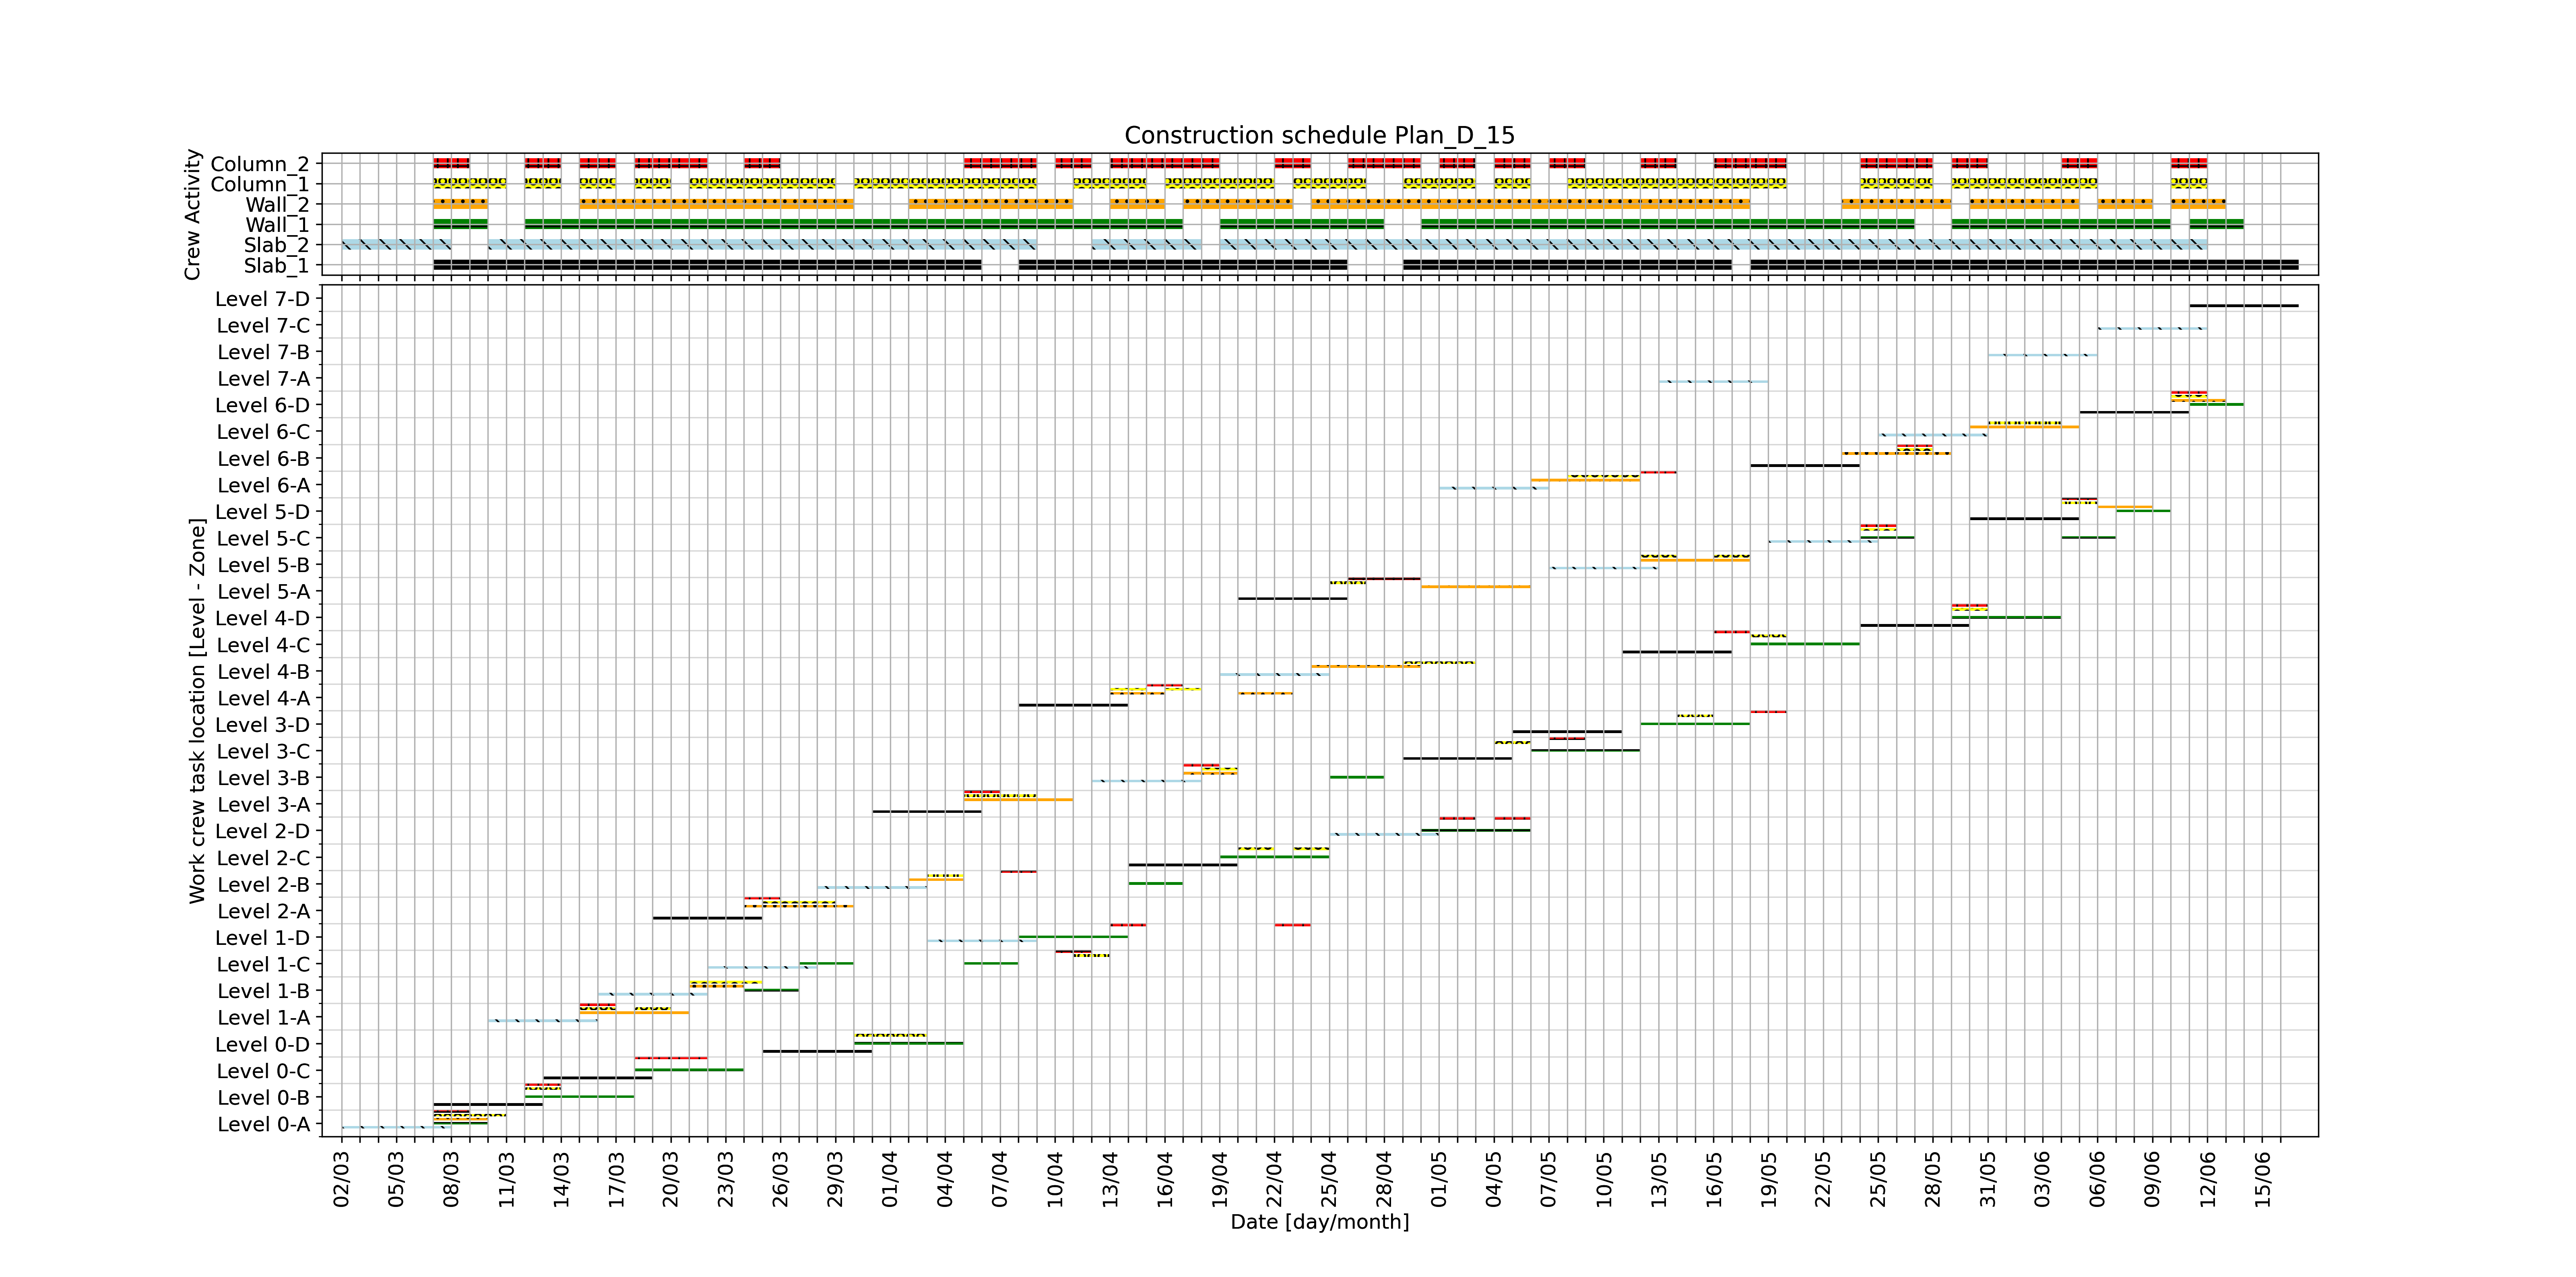 Construction schedule Plan_D_15
Crew Activity
Column_2
Column_1
Wall_2
Wall_1
Slab_2
Slab_1
Work crew task location [Level - Zone]
Level 7-D
Level 7-C
Level 7-B
Level 7-A
Level 6-D
Level 6-C
Level 6-B
Level 6-A
Level 5-D
Level 5-C
Level 5-B
Level 5-A
Level 4-D
Level 4-C
Level 4-B
Level 4-A
Level 3-D
Level 3-C
Level 3-B
Level 3-A
Level 2-D
Level 2-C
Level 2-B
Level 2-A
Level 1-D
Level 1-C
Level 1-B
Level 1-A
Level 0-D
Level 0-C
Level 0-B
Level 0-A
02/03
05/03
08/03
11/03
14/03
17/03
20/03
23/03
26/03
29/03
01/04
04/04
07/04
10/04
13/04
16/04
19/04
22/04
25/04
28/04
01/05
04/05
07/05
10/05
13/05
16/05
19/05
22/05
25/05
28/05
31/05
03/06
06/06
09/06
12/06
15/06
Date [day/month]